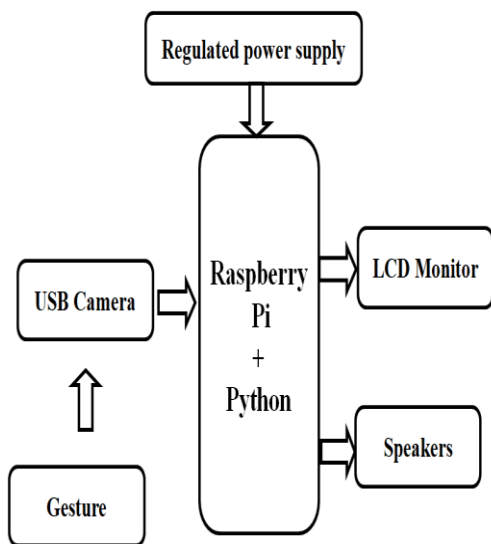 Regulated power supply
USB Camera
Raspberry
Pi
+
Python
LCD Monitor
Speakers
Gesture